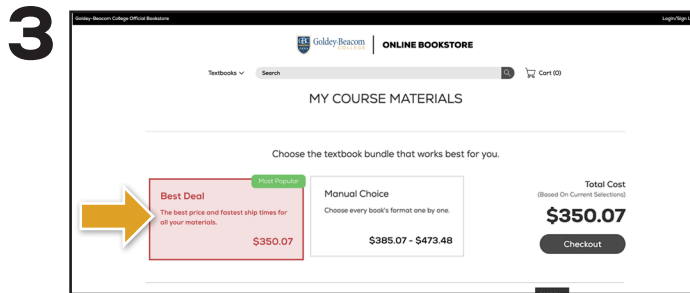 3
Goldey-Beacom College Official Bookstore
Login/Sign U
GB
Goldey-Beacom
COLLEGE
ONLINE BOOKSTORE
Textbooks
Search
Cart (0)
MY COURSE MATERIALS
Choose the textbook bundle that works best for you.
Most Popular
Best Deal
The best price and fastest ship times for
all your materials.
$350.07
Manual Choice
Choose every book's format one by one.
$385.07 - $473.48
Total Cost
(Based On Current Selections)
$350.07
Checkout